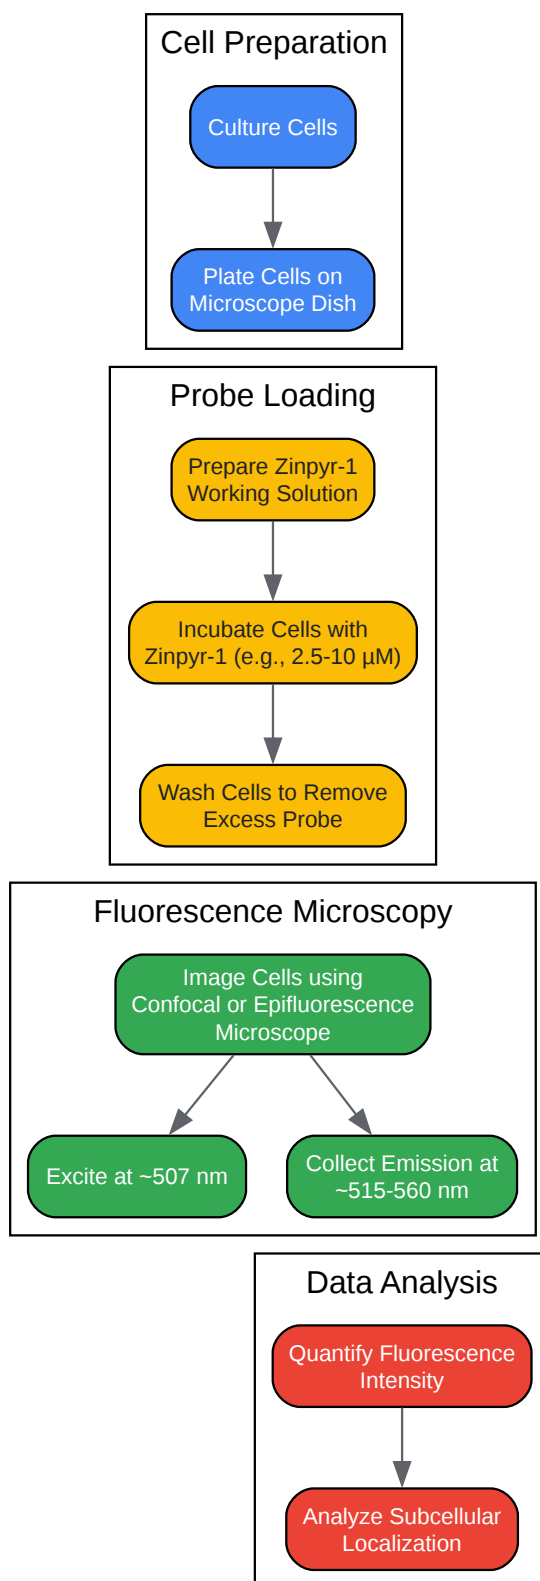 Cell Preparation
Culture Cells
Plate Cells on
Microscope Dish
Probe Loading
Prepare Zinpyr-1
Working Solution
Incubate Cells with
Zinpyr-1 (e.g., 2.5-10 µM)
Wash Cells to Remove
Excess Probe
Fluorescence Microscopy
Image Cells using
Confocal or Epifluorescence
Microscope
Excite at ~507 nm
Collect Emission at
~515-560 nm
Data Analysis
Quantify Fluorescence
Intensity
Analyze Subcellular
Localization